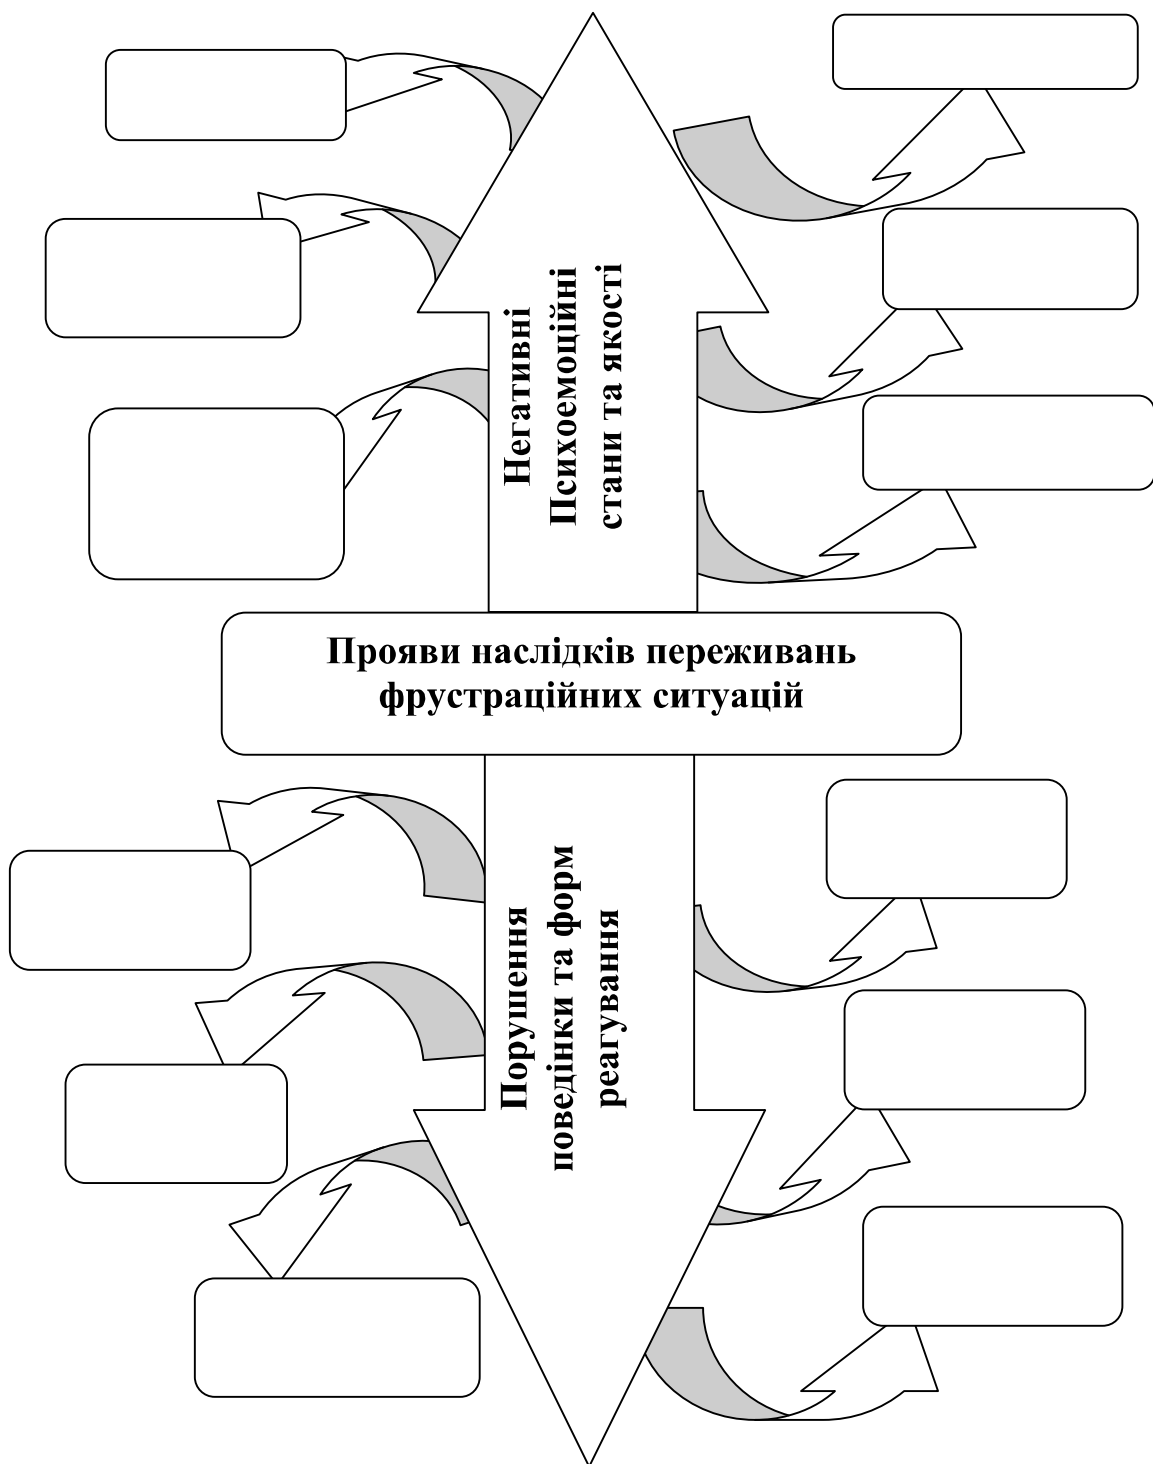 Негативні
Психоемоційні
стани та якості
Прояви наслідків переживань
фрустраційних ситуацій
Порушення
поведінки та форм
реагування